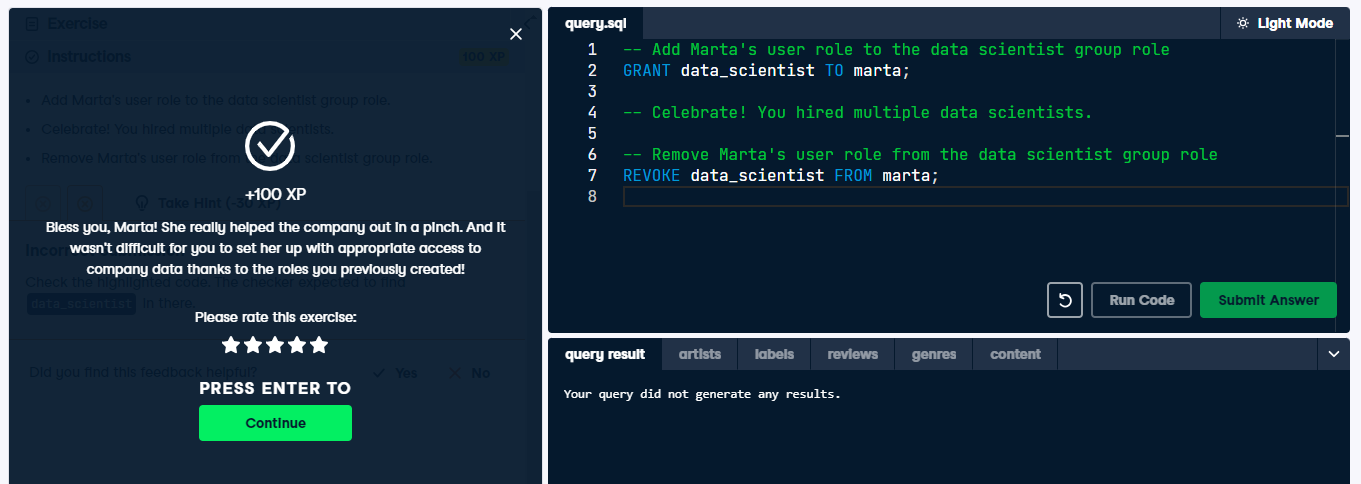 Exercise
Instructions
100 XP
Add Marta's user role to the data scientist group role.
Celebrate! You hired multiple data scientists.
Remove Marta's user role from the data scientist group role.
+100 XP
Take Hint (-30 XP)
Bless you, Marta! She really helped the company out in a pinch. And it
wasn't difficult for you to set her up with appropriate access to
company data thanks to the roles you previously created!
Check the highlighted code. The checker expected to find
data_scientist in there.
Please rate this exercise:
Did you find this feedback helpful?
Yes
No
PRESS ENTER TO
Continue
query.sql
Light Mode
1 -- Add Marta's user role to the data scientist group role
2 GRANT data_scientist TO marta;
3
4 -- Celebrate! You hired multiple data scientists.
5
6 -- Remove Marta's user role from the data scientist group role
7 REVOKE data_scientist FROM marta;
8
Run Code
Submit Answer
query result
artists
labels
reviews
genres
content
Your query did not generate any results.